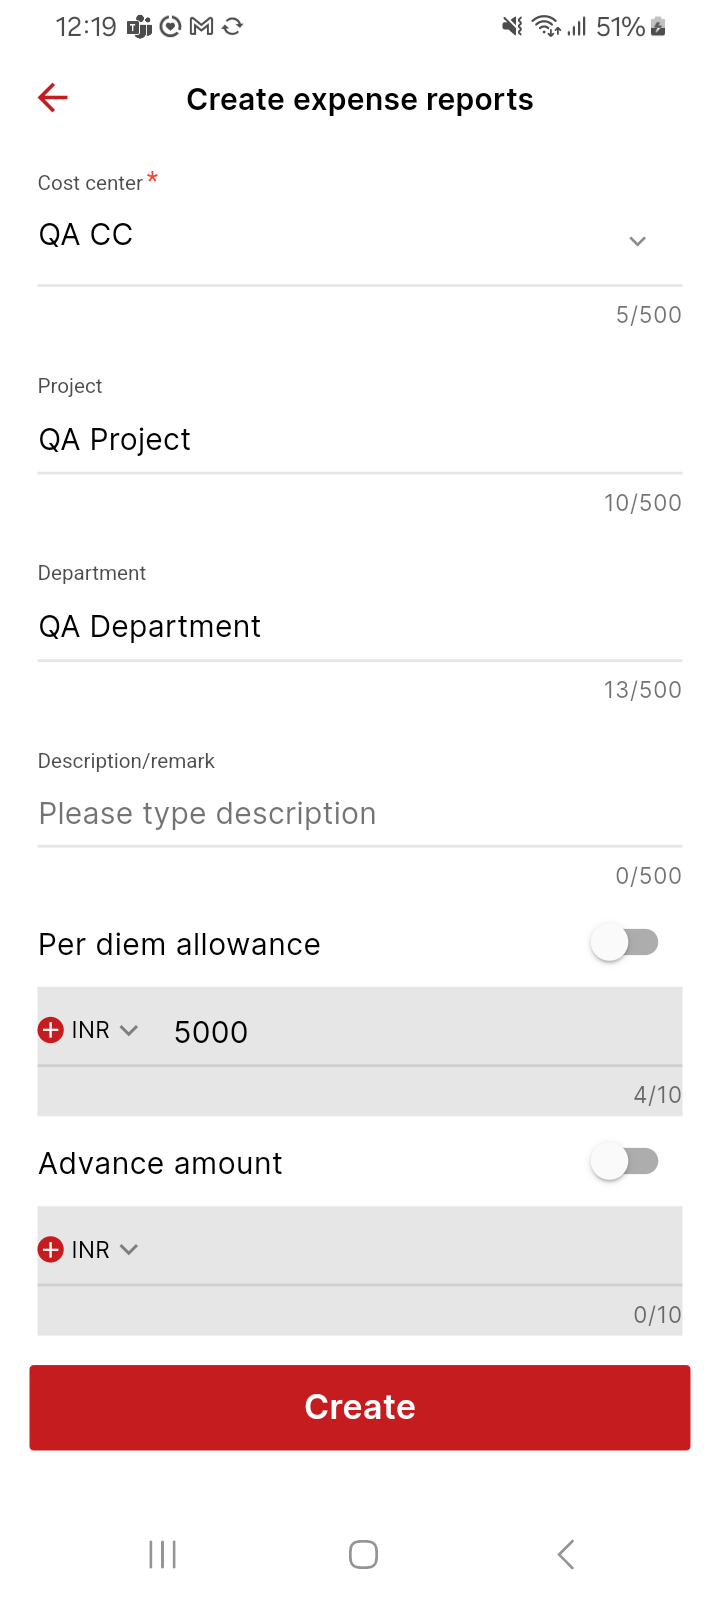 12:19 51%
Create expense reports
Cost center*
QA CC
5/500
Project
QA Project
10/500
Department
QA Department
13/500
Description/remark
Please type description
0/500
Per diem allowance
INR 5000
4/10
Advance amount
INR
0/10
Create